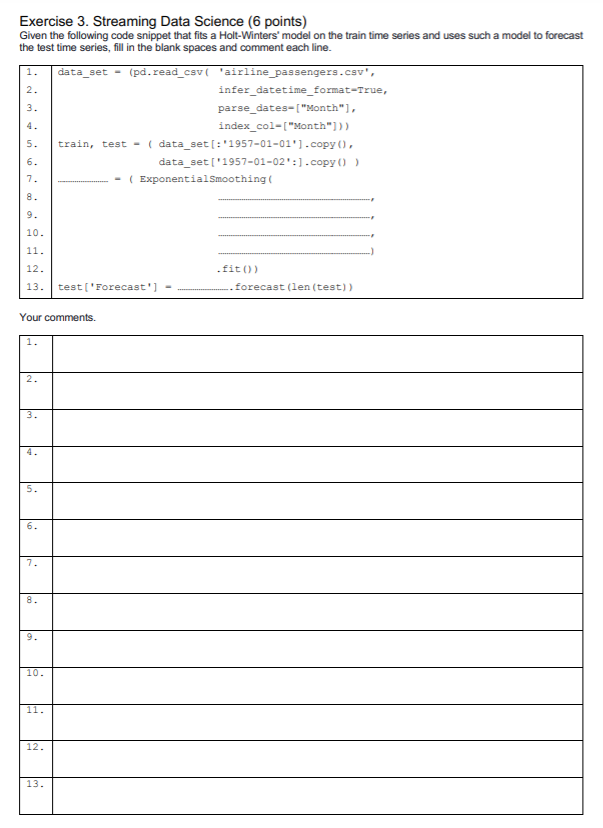 Exercise 3. Streaming Data Science (6 points)
Given the following code snippet that fits a Holt-Winters' model on the train time series and uses such a model to forecast
the test time series, fill in the blank spaces and comment each line.
1. data_set = (pd.read_csv( 'airline_passengers.csv',
2. infer_datetime_format=True,
3. parse_dates=["Month"],
4. index_col=["Month"]))
5. train, test = ( data_set[:'1957-01-01'].copy(),
6. data_set['1957-01-02':].copy() )
7. ……………… = ( ExponentialSmoothing(
8. ………………………………………………,
9. ………………………………………………,
10. ………………………………………………,
11. ………………………………………………)
12. .fit())
13. test['Forecast'] = ……………….forecast(len(test))
Your comments.
1.
2.
3.
4.
5.
6.
7.
8.
9.
10.
11.
12.
13.